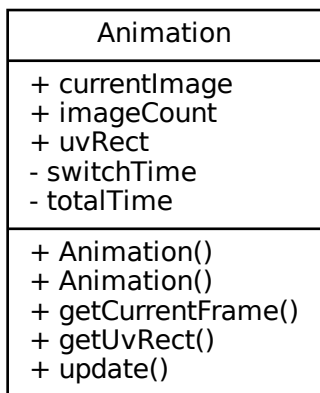 Animation
+ currentImage
+ imageCount
+ uvRect
- switchTime
- totalTime
+ Animation()
+ Animation()
+ getCurrentFrame()
+ getUvRect()
+ update()